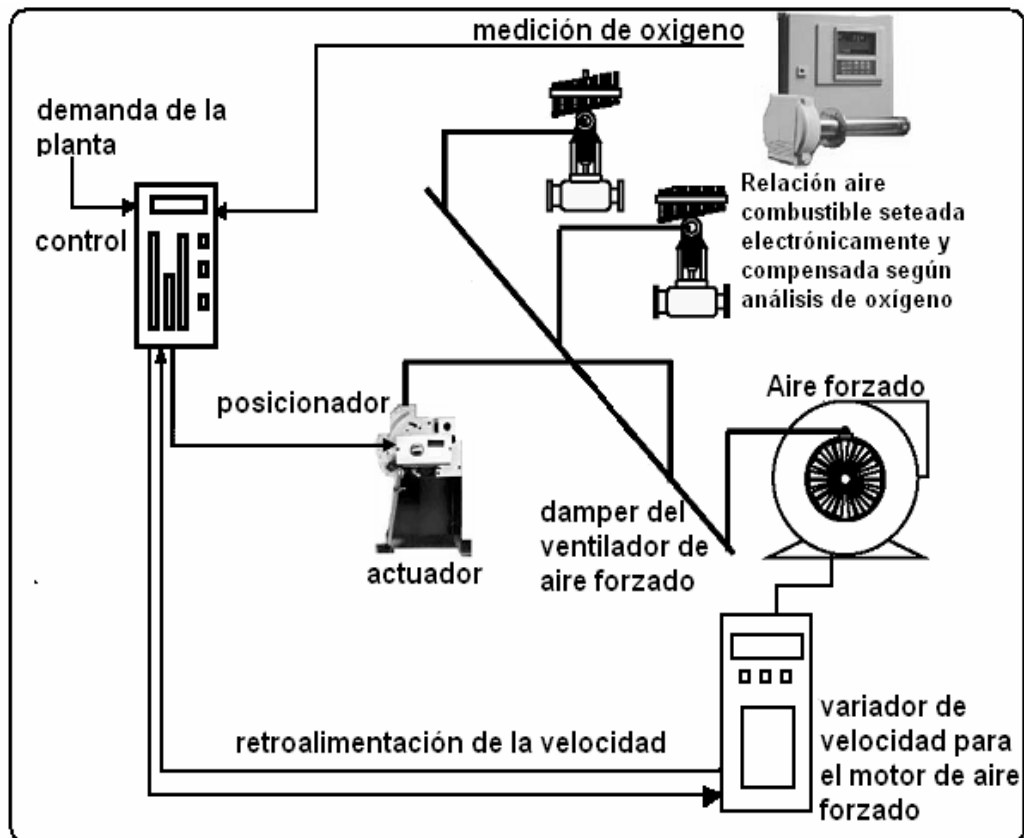 medición de oxigeno
demanda de la
planta
control
Relación aire
combustible seteada
electrónicamente y
compensada según
análisis de oxígeno
posicionador
actuador
Aire forzado
damper del
ventilador de
aire forzado
retroalimentación de la velocidad
variador de
velocidad para
el motor de aire
forzado